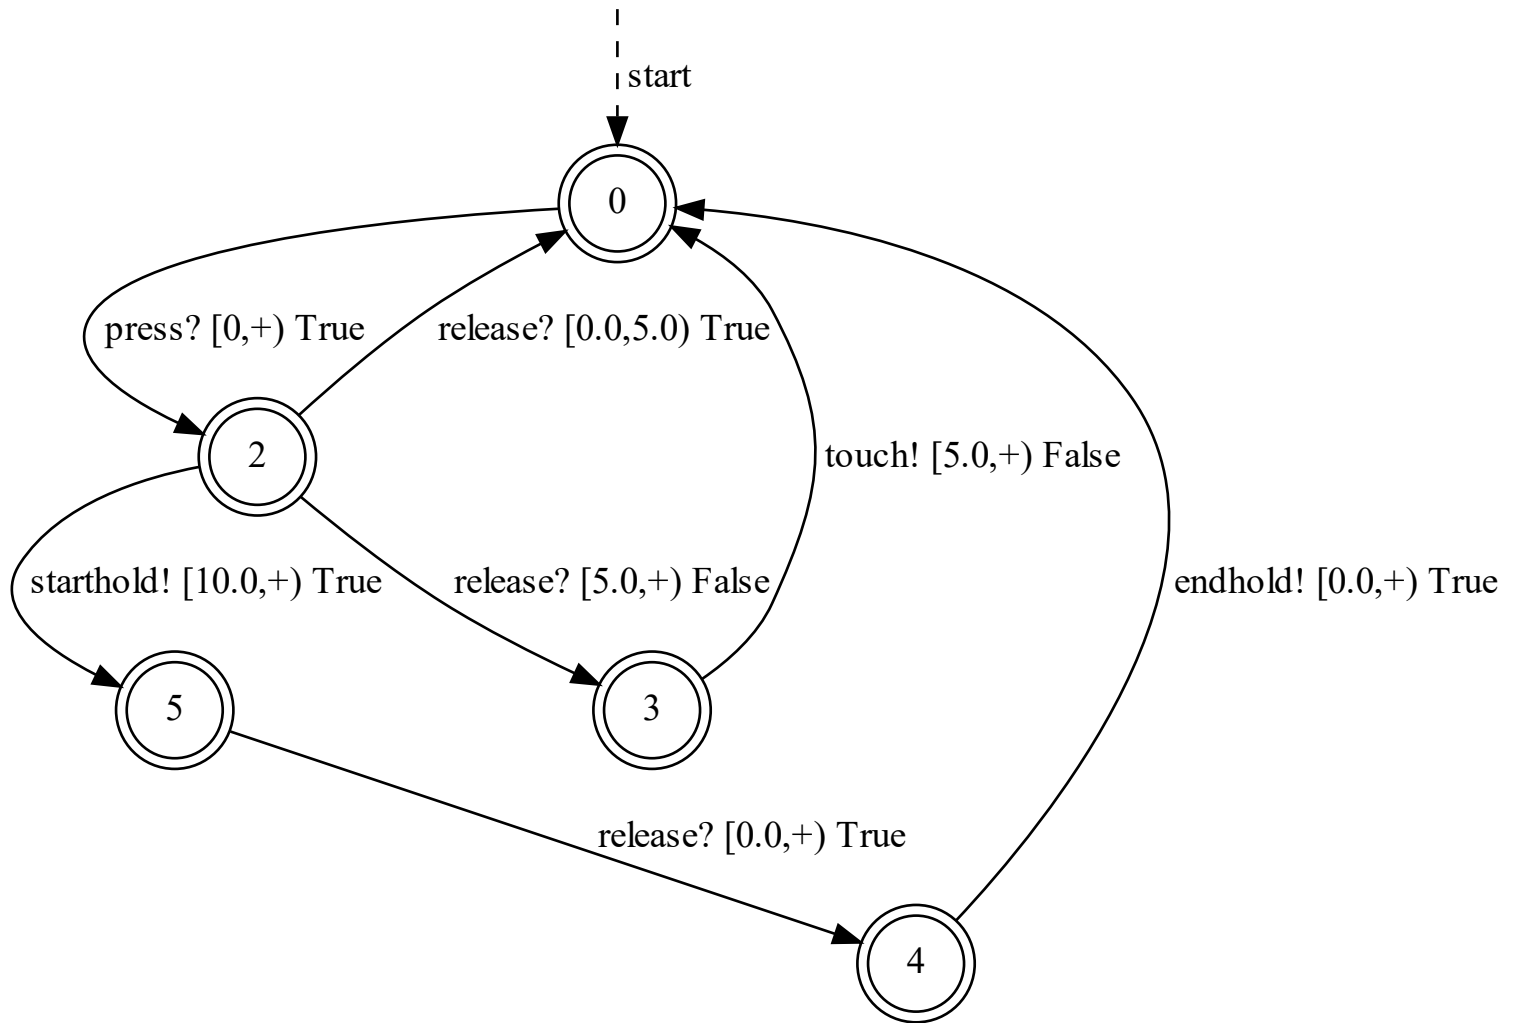 start
0
press? [0,+) True
release? [0.0,5.0) True
2
touch! [5.0,+) False
starthold! [10.0,+) True
release? [5.0,+) False
endhold! [0.0,+) True
5
3
release? [0.0,+) True
4